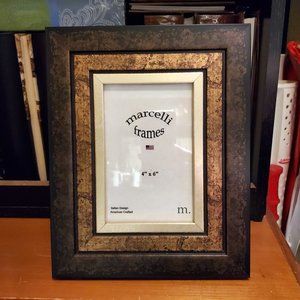 marcelli
frames
4" x 6"
Italian Design
American Crafted
m.